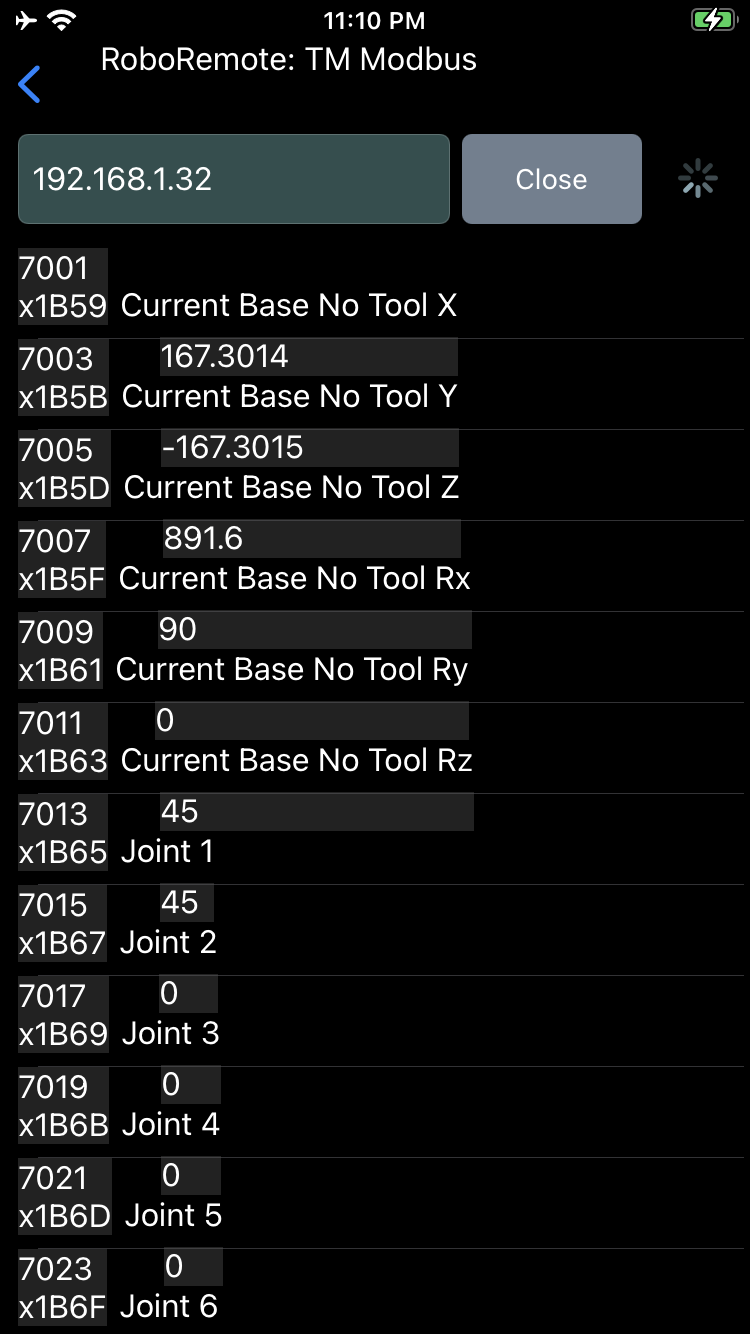 11:10 PM
RoboRemote: TM Modbus
192.168.1.32
Close
7001
x1B59 Current Base No Tool X
167.3014
7003
x1B5B Current Base No Tool Y
-167.3015
7005
x1B5D Current Base No Tool Z
891.6
7007
x1B5F Current Base No Tool Rx
90
7009
x1B61 Current Base No Tool Ry
0
7011
x1B63 Current Base No Tool Rz
45
7013
x1B65 Joint 1
45
7015
x1B67 Joint 2
0
7017
x1B69 Joint 3
0
7019
x1B6B Joint 4
0
7021
x1B6D Joint 5
0
7023
x1B6F Joint 6